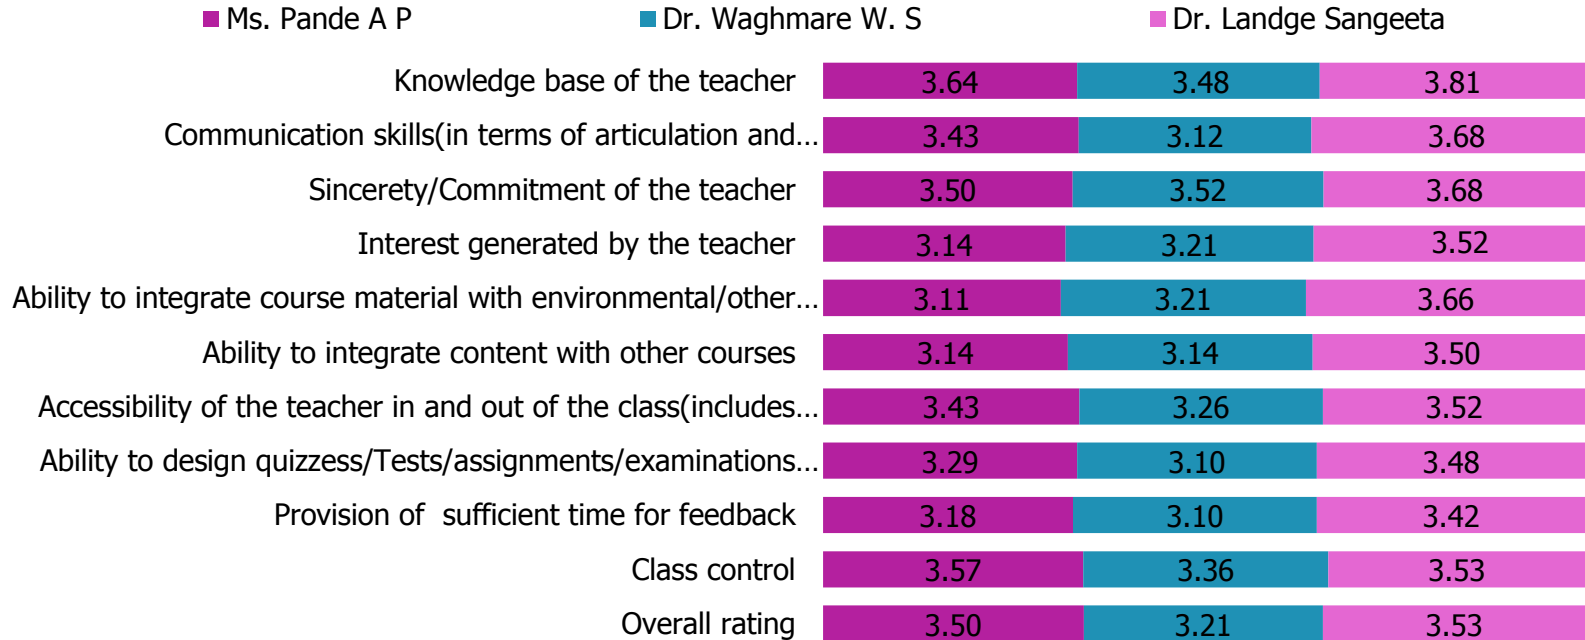 Ms. Pande A P Dr. Waghmare W. S Dr. Landge Sangeeta
Knowledge base of the teacher 3.64 3.48 3.81
Communication skills(in terms of articulation and... 3.43 3.12 3.68
Sincerety/Commitment of the teacher 3.50 3.52 3.68
Interest generated by the teacher 3.14 3.21 3.52
Ability to integrate course material with environmental/other... 3.11 3.21 3.66
Ability to integrate content with other courses 3.14 3.14 3.50
Accessibility of the teacher in and out of the class(includes... 3.43 3.26 3.52
Ability to design quizzess/Tests/assignments/examinations... 3.29 3.10 3.48
Provision of  sufficient time for feedback 3.18 3.10 3.42
Class control 3.57 3.36 3.53
Overall rating 3.50 3.21 3.53